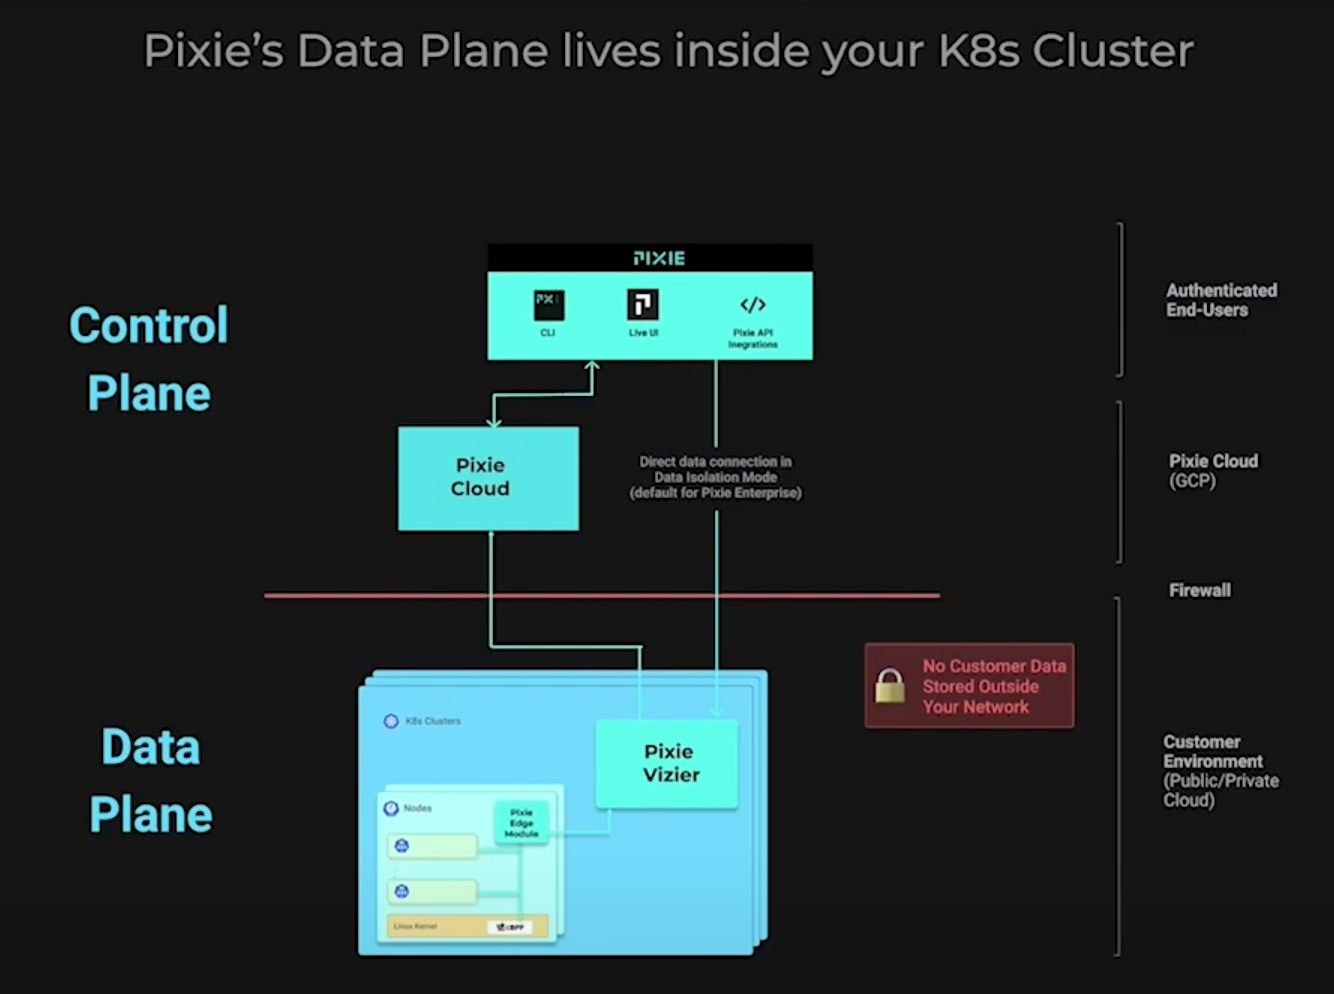 Pixie's Data Plane lives inside your K8s Cluster
Control
Plane
PIXIE
PX
CLI
Live UI
</>
Pixie API
Inegrations
Authenticated
End-Users
Pixie
Cloud
Direct data connection in
Data Isolation Mode
(default for Pixie Enterprise)
Pixie Cloud
(GCP)
Firewall
No Customer Data
Stored Outside
Your Network
Data
Plane
K8s Clusters
Pixie
Vizier
Nodes
Pixie
Edge
Module
Linux Kernel
eBPF
Customer
Environment
(Public/Private
Cloud)